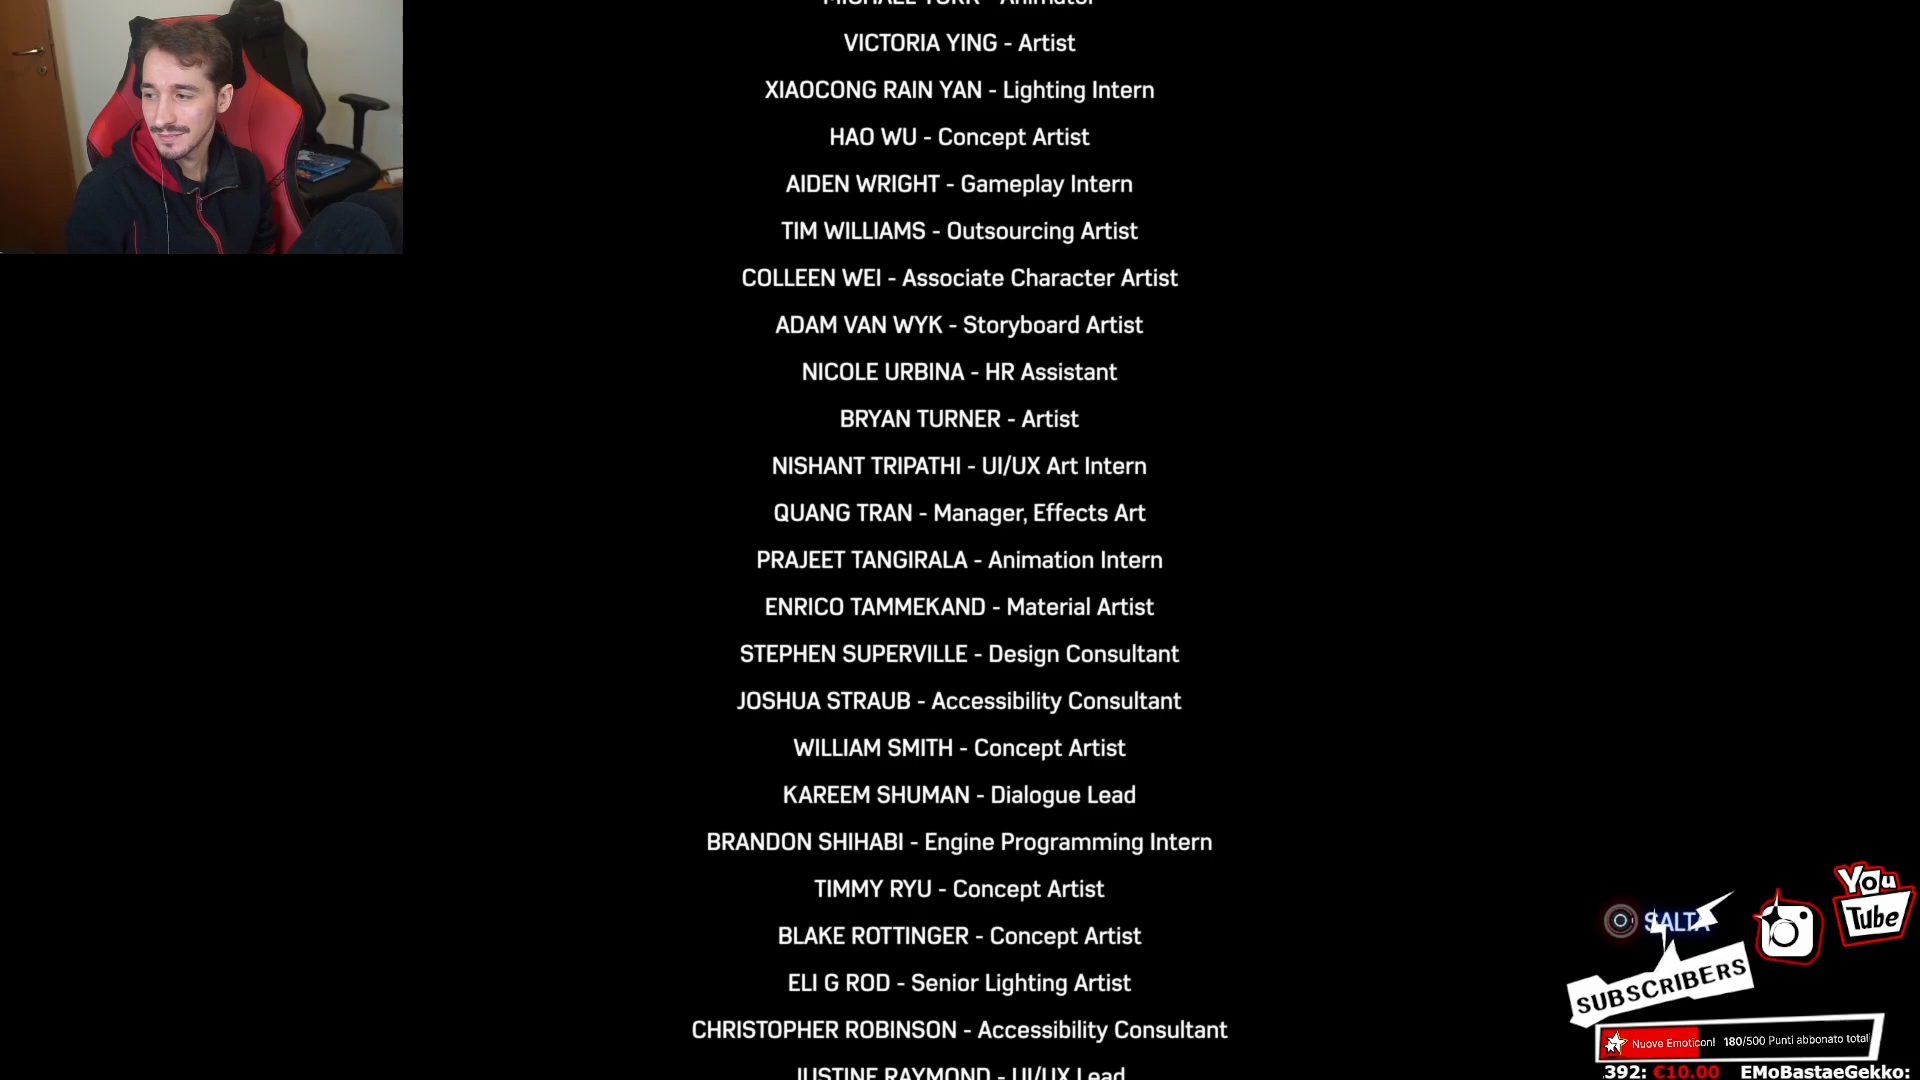 MICHAEL YORK - Animator
VICTORIA YING - Artist
XIAOCONG RAIN YAN - Lighting Intern
HAO WU - Concept Artist
AIDEN WRIGHT - Gameplay Intern
TIM WILLIAMS - Outsourcing Artist
COLLEEN WEI - Associate Character Artist
ADAM VAN WYK - Storyboard Artist
NICOLE URBINA - HR Assistant
BRYAN TURNER - Artist
NISHANT TRIPATHI - UI/UX Art Intern
QUANG TRAN - Manager, Effects Art
PRAJEET TANGIRALA - Animation Intern
ENRICO TAMMEKAND - Material Artist
STEPHEN SUPERVILLE - Design Consultant
JOSHUA STRAUB - Accessibility Consultant
WILLIAM SMITH - Concept Artist
KAREEM SHUMAN - Dialogue Lead
BRANDON SHIHABI - Engine Programming Intern
TIMMY RYU - Concept Artist
BLAKE ROTTINGER - Concept Artist
ELI G ROD - Senior Lighting Artist
CHRISTOPHER ROBINSON - Accessibility Consultant
JUSTINE RAYMOND - UI/UX Lead
You
Tube
SALTA
SUBSCRIBERS
Nuove Emoticon! 180/500 Punti abbonato totali
392: €10.00 EMoBastaeGekko: